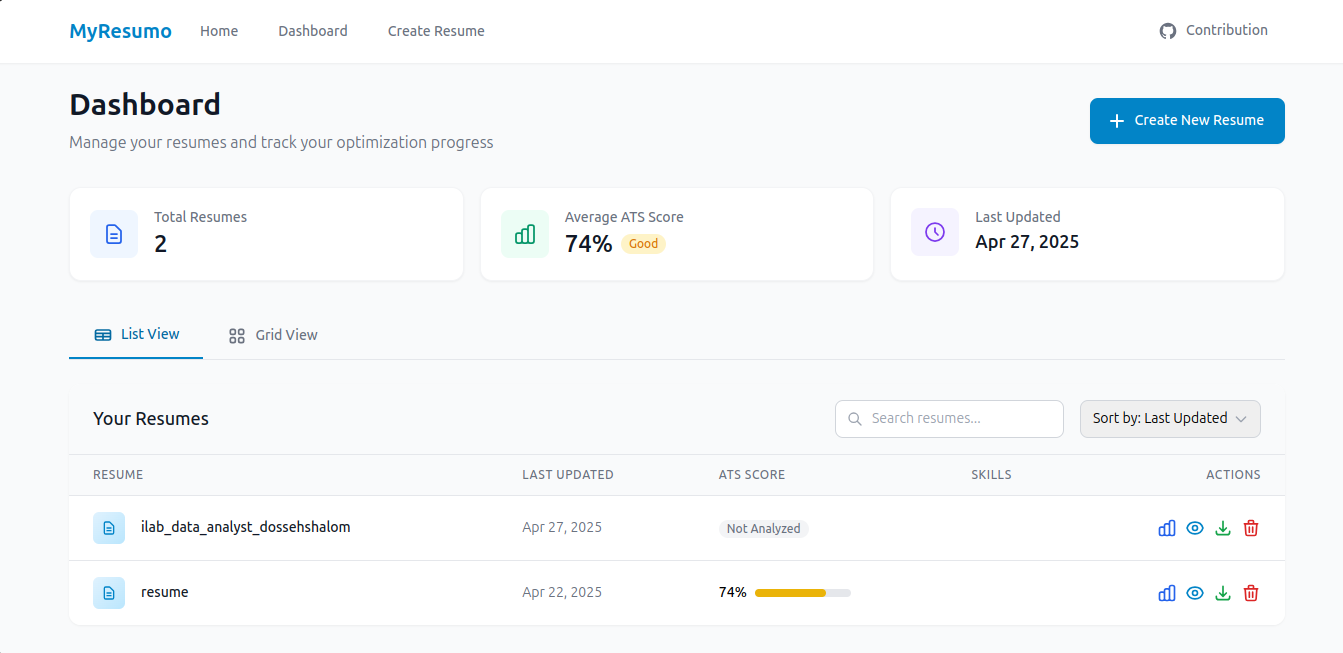 MyResumo Home Dashboard Create Resume Contribution
Dashboard
Manage your resumes and track your optimization progress
Create New Resume
Total Resumes
2
Average ATS Score
74% Good
Last Updated
Apr 27, 2025
List View Grid View
Your Resumes
Search resumes...
Sort by: Last Updated
RESUME LAST UPDATED ATS SCORE SKILLS ACTIONS
ilab_data_analyst_dossehshalom Apr 27, 2025 Not Analyzed
resume Apr 22, 2025 74%